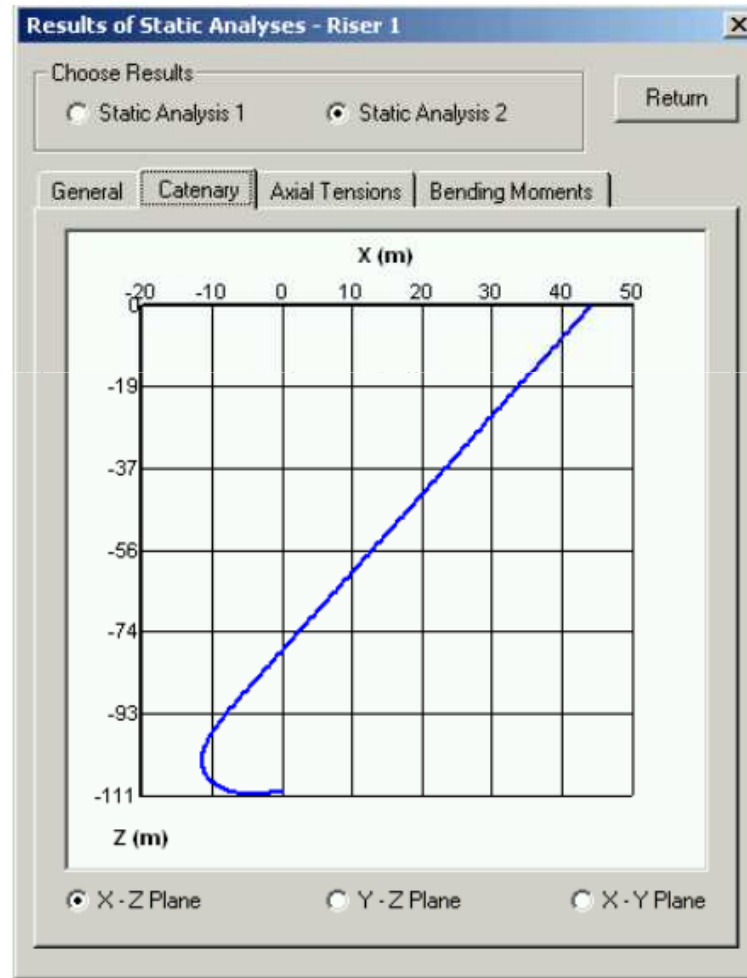 Results of Static Analyses - Riser 1
Choose Results
Static Analysis 1 Static Analysis 2
Return
General Catenary Axial Tensions Bending Moments
X (m)
-20 -10 0 10 20 30 40 50
0
-19
-37
-56
-74
-93
-111
Z (m)
X - Z Plane Y - Z Plane X - Y Plane